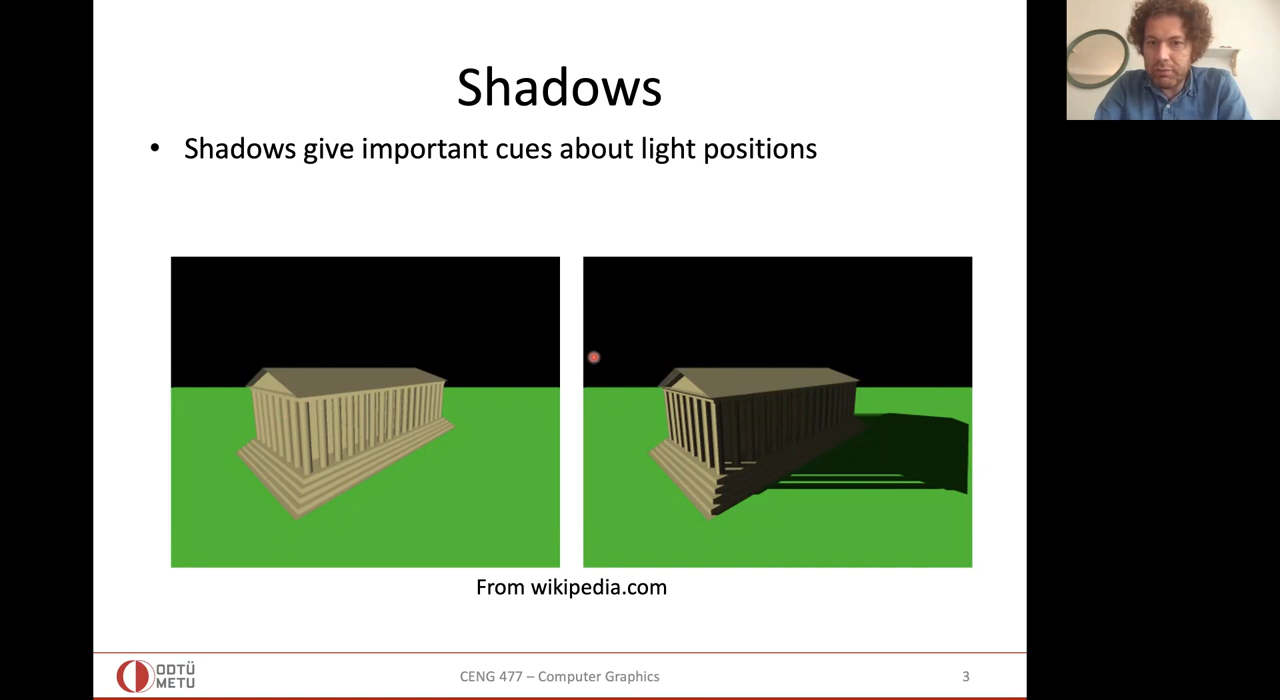 Shadows
• Shadows give important cues about light positions
From wikipedia.com
ODTÜ
METU
CENG 477 – Computer Graphics
3